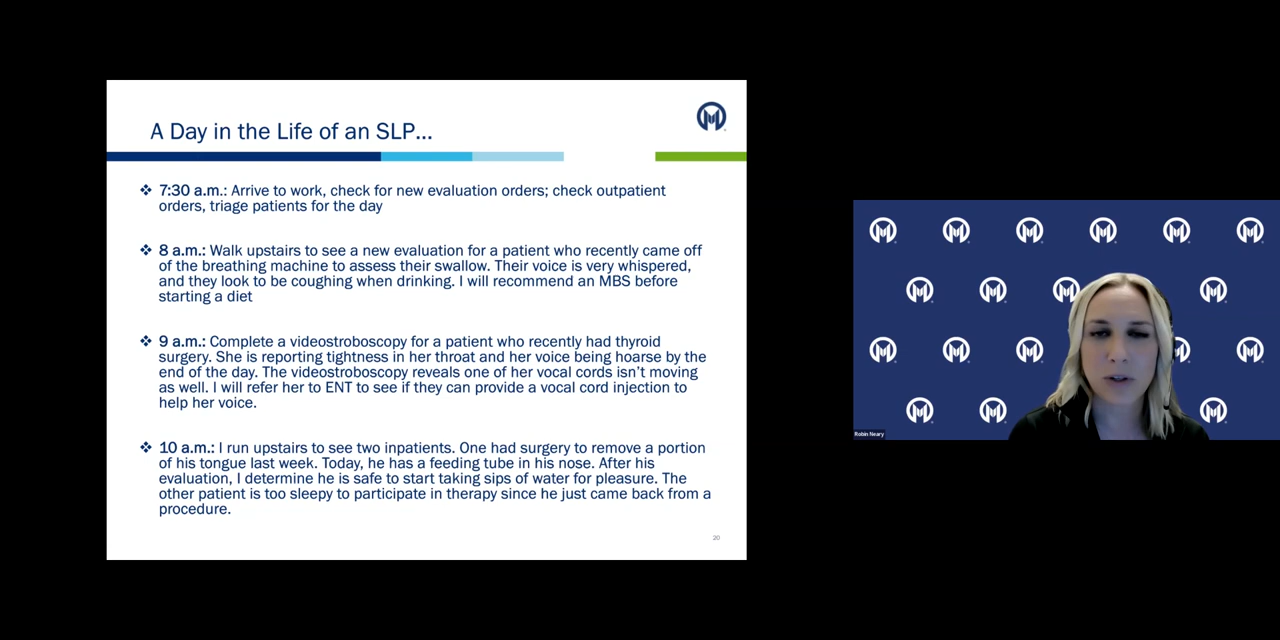 A Day in the Life of an SLP...
❖ 7:30 a.m.: Arrive to work, check for new evaluation orders; check outpatient
orders, triage patients for the day
❖ 8 a.m.: Walk upstairs to see a new evaluation for a patient who recently came off
of the breathing machine to assess their swallow. Their voice is very whispered,
and they look to be coughing when drinking. I will recommend an MBS before
starting a diet
❖ 9 a.m.: Complete a videostroboscopy for a patient who recently had thyroid
surgery. She is reporting tightness in her throat and her voice being hoarse by the
end of the day. The videostroboscopy reveals one of her vocal cords isn't moving
as well. I will refer her to ENT to see if they can provide a vocal cord injection to
help her voice.
❖ 10 a.m.: I run upstairs to see two inpatients. One had surgery to remove a portion
of his tongue last week. Today, he has a feeding tube in his nose. After his
evaluation, I determine he is safe to start taking sips of water for pleasure. The
other patient is too sleepy to participate in therapy since he just came back from a
procedure.
20
Robin Neary